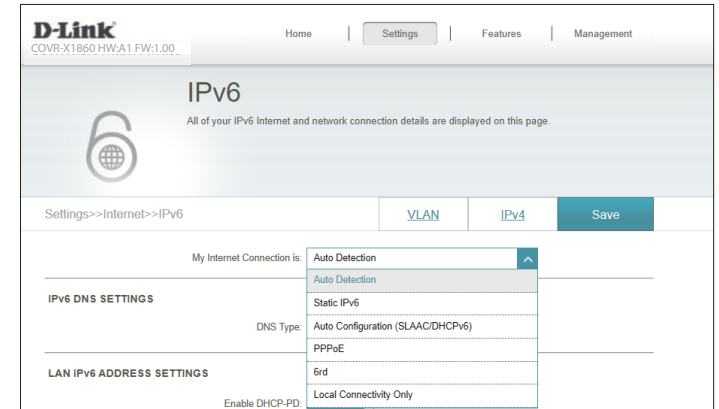 D-Link
COVR-X1860 HW:A1 FW:1.00
Home | Settings | Features | Management
IPv6
All of your IPv6 Internet and network connection details are displayed on this page.
Settings>>Internet>>IPv6 VLAN IPv4 Save
My Internet Connection is: Auto Detection
Auto Detection
IPv6 DNS SETTINGS
Static IPv6
DNS Type: Auto Configuration (SLAAC/DHCPv6)
PPPoE
LAN IPv6 ADDRESS SETTINGS
6rd
Local Connectivity Only
Enable DHCP-PD: